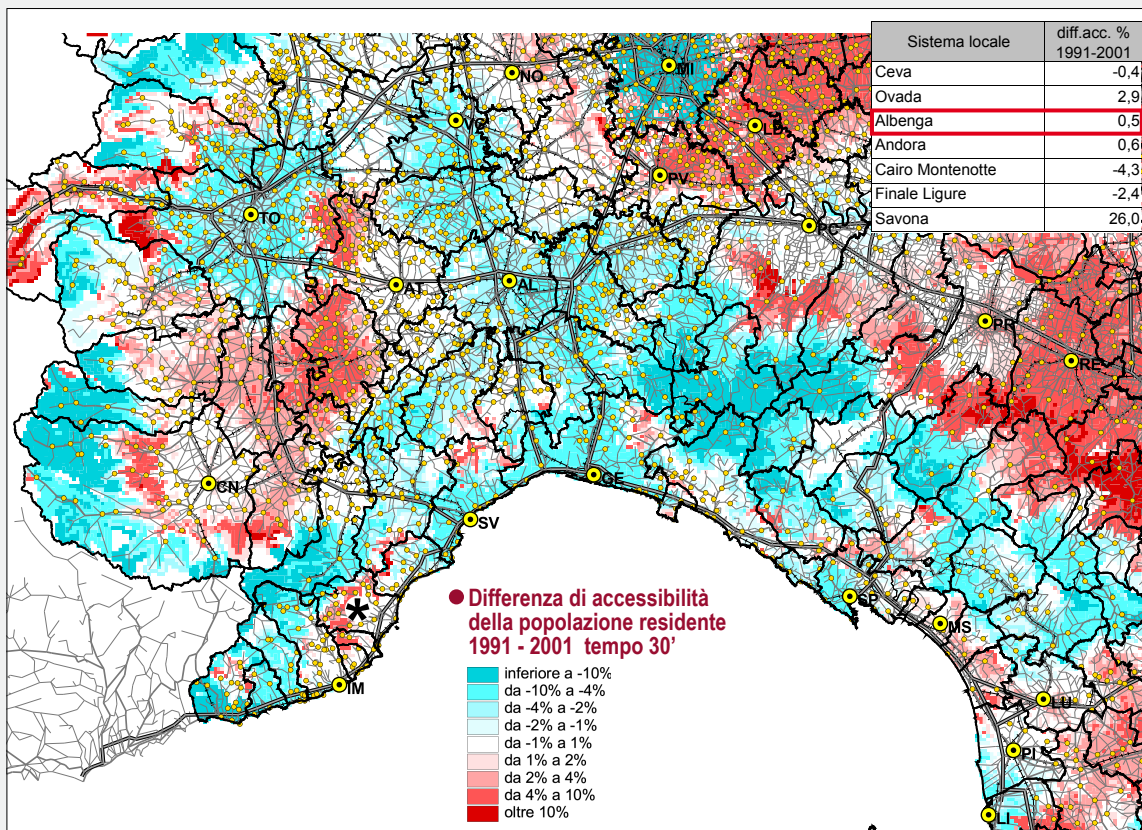 Sistema locale diff.acc. % 1991-2001
Ceva -0,4
Ovada 2,9
Albenga 0,5
Andora 0,6
Cairo Montenotte -4,3
Finale Ligure -2,4
Savona 26,0
NO
MI
LO
PV
TO
PC
AT
AL
PR
RE
CN
GE
SV
SP
MS
*
IM
LU
PI
LI
Differenza di accessibilità
della popolazione residente
1991 - 2001 tempo 30'
inferiore a -10%
da -10% a -4%
da -4% a -2%
da -2% a -1%
da -1% a 1%
da 1% a 2%
da 2% a 4%
da 4% a 10%
oltre 10%